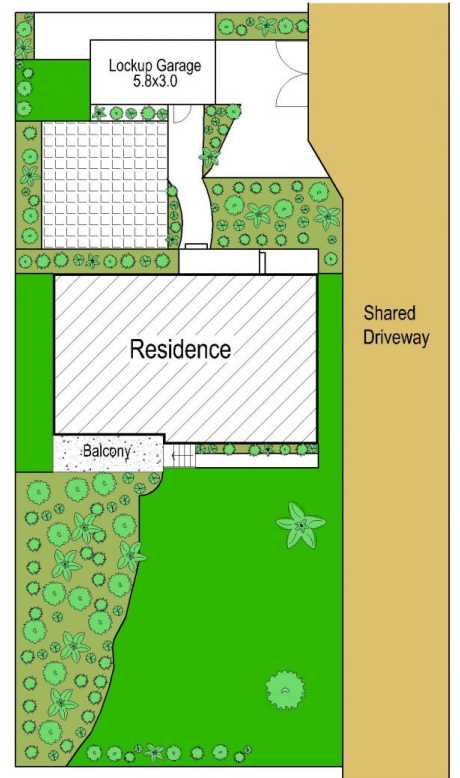 Lockup Garage
5.8x3.0
Shared
Driveway
Residence
Balcony